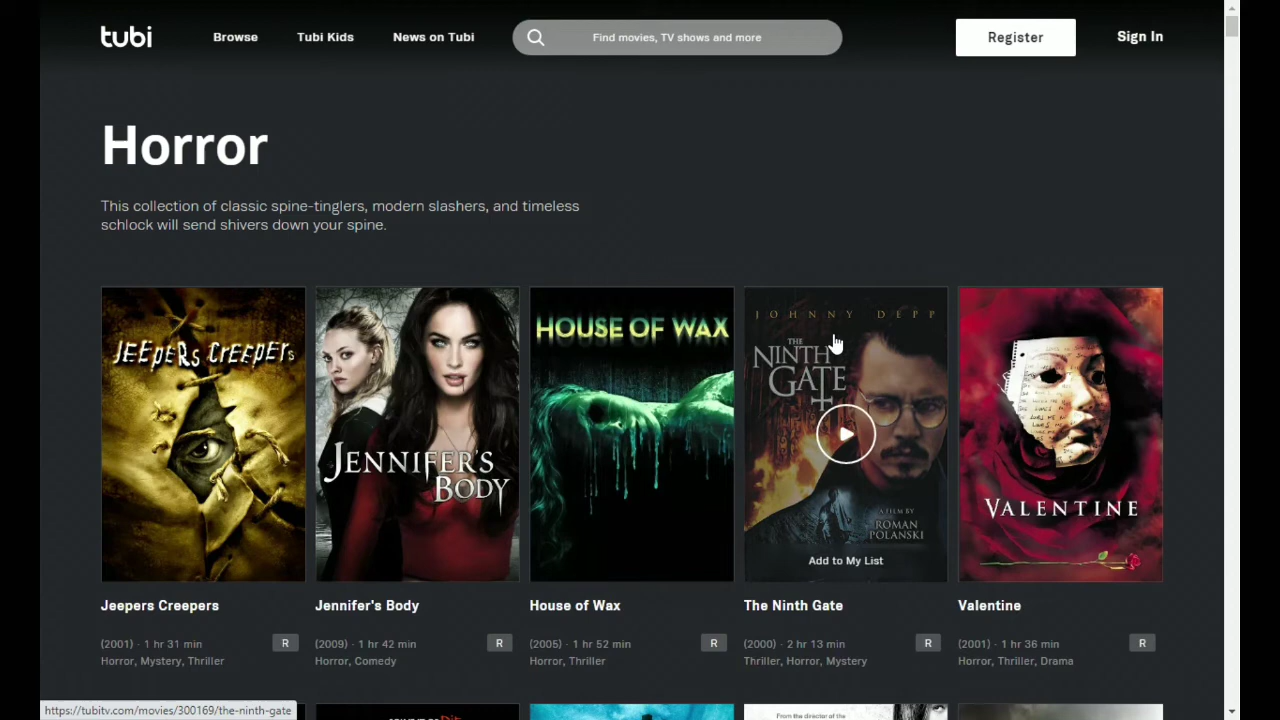 tubi
Browse
Tubi Kids
News on Tubi
Find movies, TV shows and more
Register
Sign In
Horror
This collection of classic spine-tinglers, modern slashers, and timeless
schlock will send shivers down your spine.
JEEPERS CREEPERS
JENNIFER'S
BODY
HOUSE OF WAX
JOHNNY DEPP
THE
NINTH
GATE
A FILM BY
ROMAN
POLANSKI
Add to My List
VALENTINE
Jeepers Creepers
(2001) · 1 hr 31 min
R
Horror, Mystery, Thriller
Jennifer's Body
(2009) · 1 hr 42 min
R
Horror, Comedy
House of Wax
(2005) · 1 hr 52 min
R
Horror, Thriller
The Ninth Gate
(2000) · 2 hr 13 min
R
Thriller, Horror, Mystery
Valentine
(2001) · 1 hr 36 min
R
Horror, Thriller, Drama
From the director of the
https://tubitv.com/movies/300169/the-ninth-gate